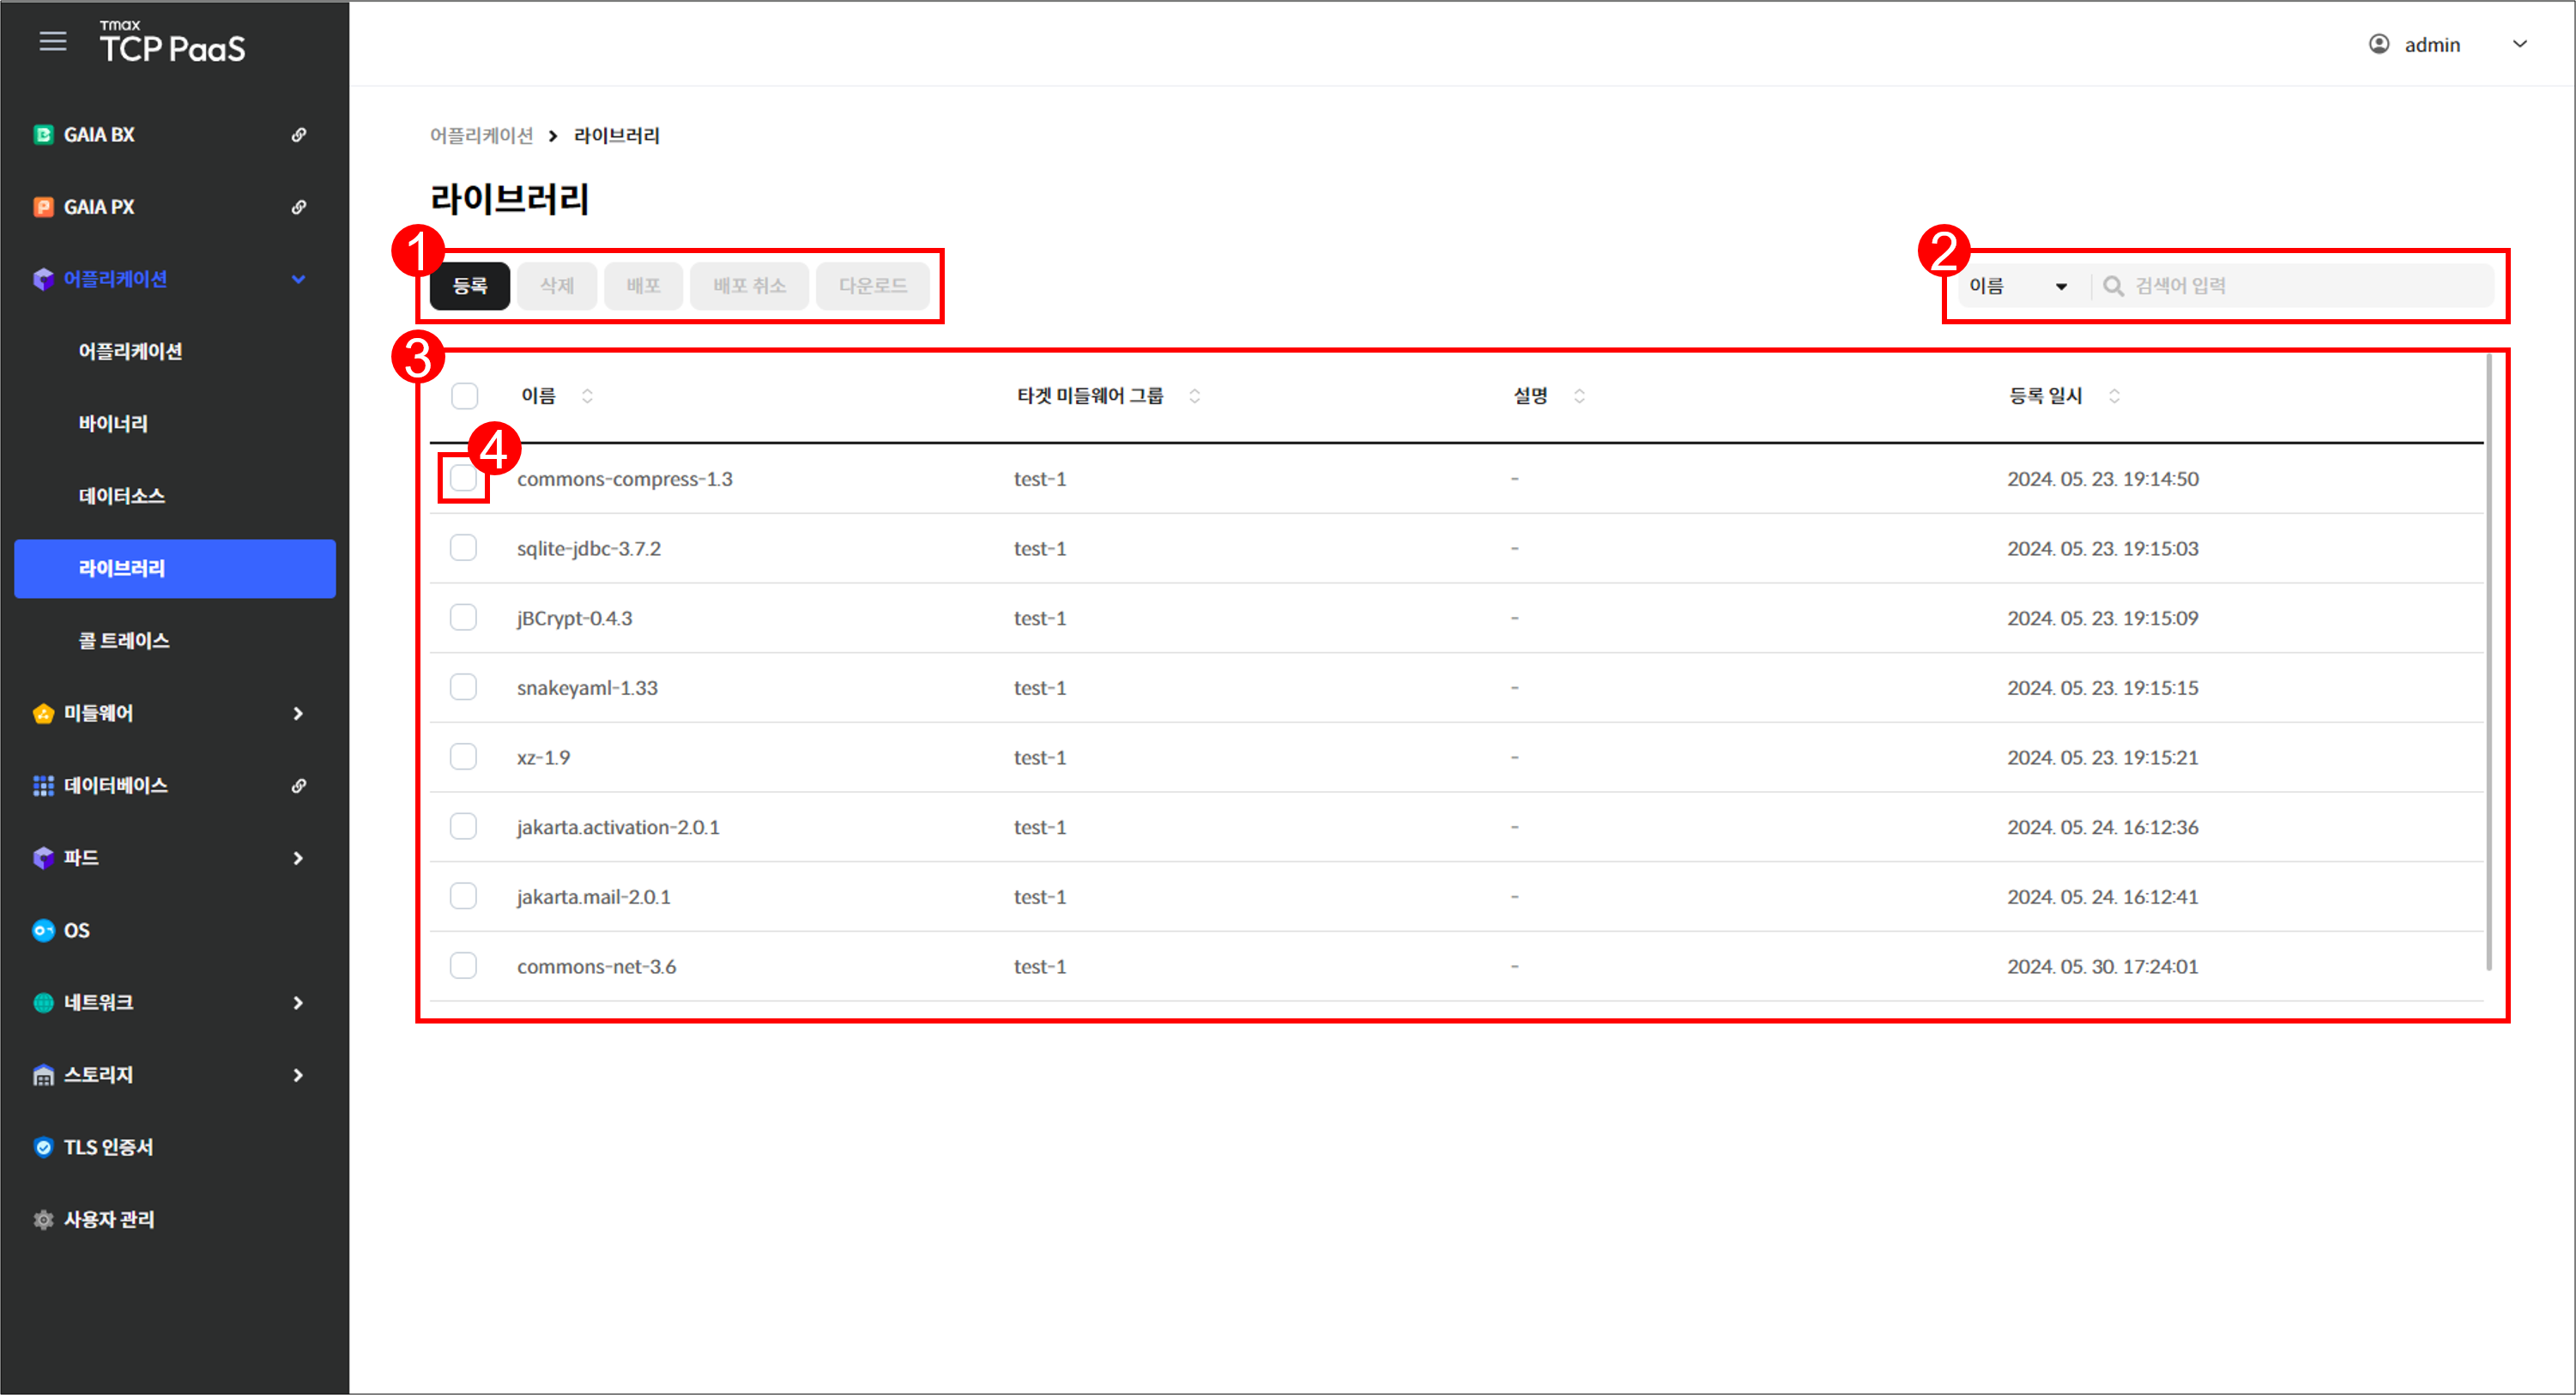 Tmax
TCP PaaS
admin
GAIA BX
GAIA PX
어플리케이션
어플리케이션
바이너리
데이터소스
라이브러리
콜 트레이스
미들웨어
데이터베이스
파드
OS
네트워크
스토리지
TLS 인증서
사용자 관리
어플리케이션 > 라이브러리
라이브러리
1
등록 삭제 배포 배포 취소 다운로드
2
이름 검색어 입력
3
이름 타겟 미들웨어 그룹 설명 등록 일시
4
commons-compress-1.3 test-1 - 2024. 05. 23. 19:14:50
sqlite-jdbc-3.7.2 test-1 - 2024. 05. 23. 19:15:03
jBCrypt-0.4.3 test-1 - 2024. 05. 23. 19:15:09
snakeyaml-1.33 test-1 - 2024. 05. 23. 19:15:15
xz-1.9 test-1 - 2024. 05. 23. 19:15:21
jakarta.activation-2.0.1 test-1 - 2024. 05. 24. 16:12:36
jakarta.mail-2.0.1 test-1 - 2024. 05. 24. 16:12:41
commons-net-3.6 test-1 - 2024. 05. 30. 17:24:01